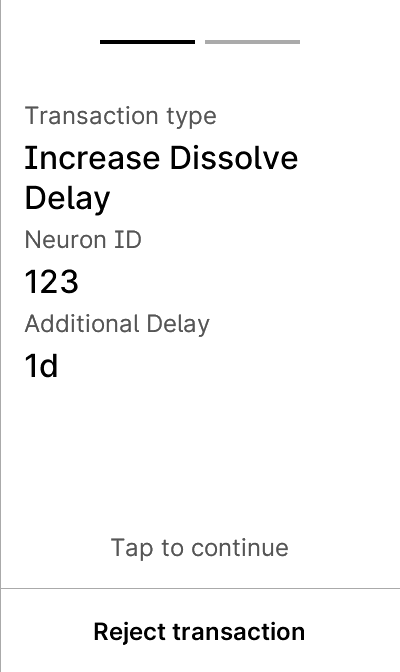 Transaction type
Increase Dissolve
Delay
Neuron ID
123
Additional Delay
1d
Tap to continue
Reject transaction